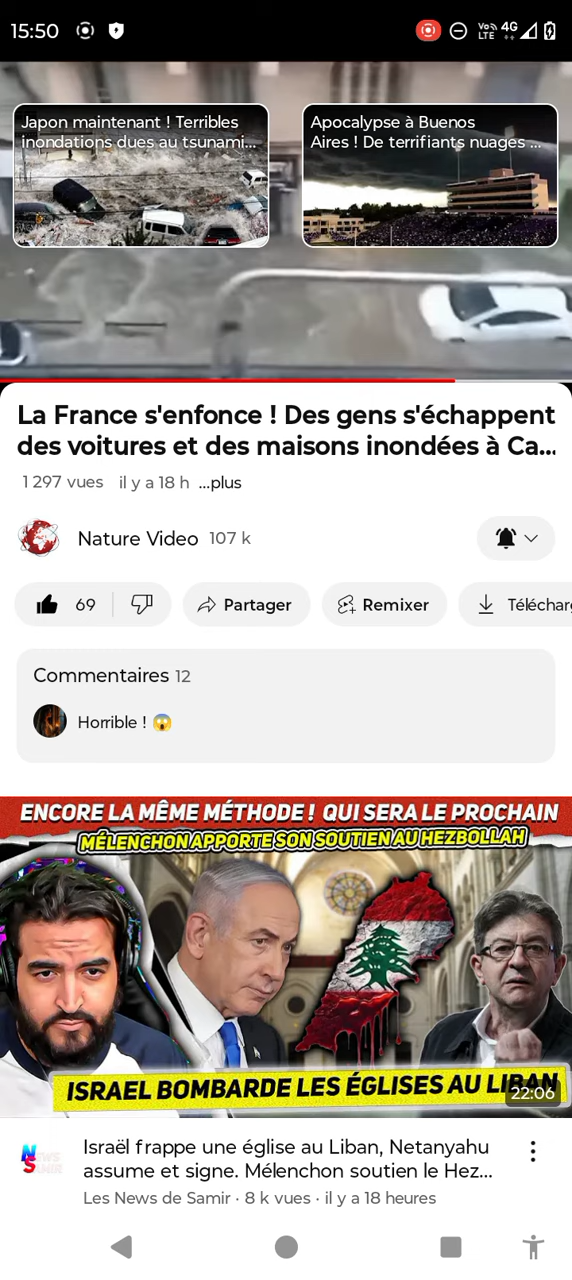 15:50
Vo LTE 4G
Japon maintenant ! Terribles
inondations dues au tsunami...
Apocalypse à Buenos
Aires ! De terrifiants nuages ...
La France s'enfonce ! Des gens s'échappent
des voitures et des maisons inondées à Ca...
1 297 vues il y a 18 h ...plus
Nature Video 107 k
69 Partager Remixer Téléchar
Commentaires 12
Horrible ! 😱
ENCORE LA MÊME MÉTHODE ! QUI SERA LE PROCHAIN
MÉLENCHON APPORTE SON SOUTIEN AU HEZBOLLAH
ISRAEL BOMBARDE LES ÉGLISES AU LIBAN
22:06
NEWS SAMIR
Israël frappe une église au Liban, Netanyahu
assume et signe. Mélenchon soutien le Hez...
Les News de Samir · 8 k vues · il y a 18 heures